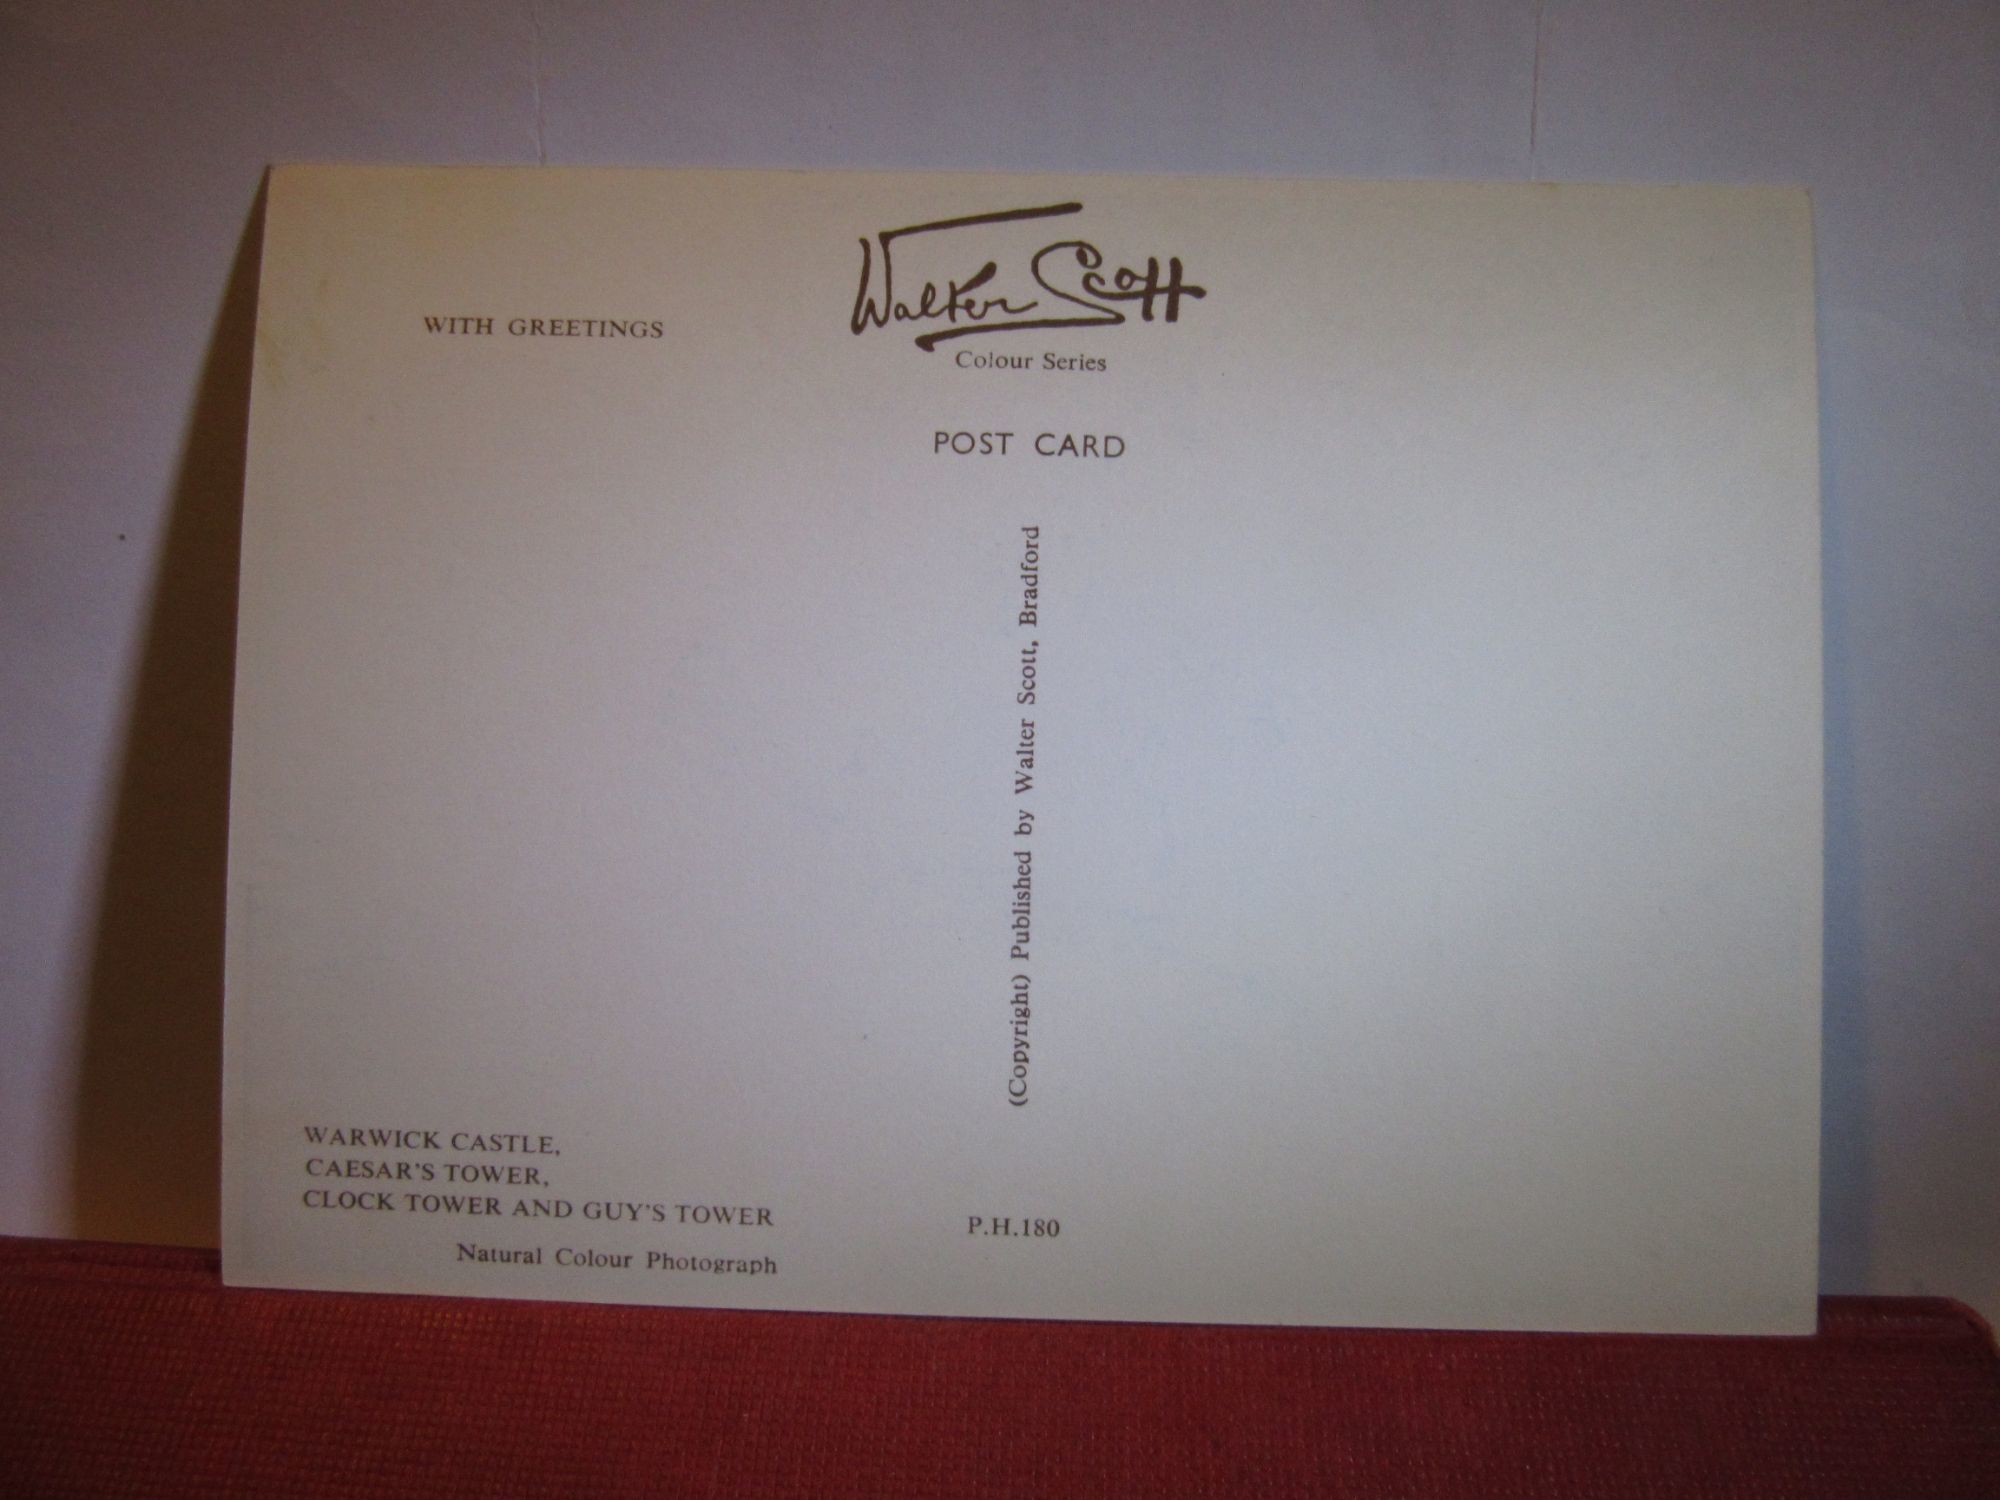 WITH GREETINGS
Walter Scott
Colour Series
POST CARD
(Copyright) Published by Walter Scott, Bradford
WARWICK CASTLE,
CAESAR'S TOWER,
CLOCK TOWER AND GUY'S TOWER
Natural Colour Photograph
P.H.180